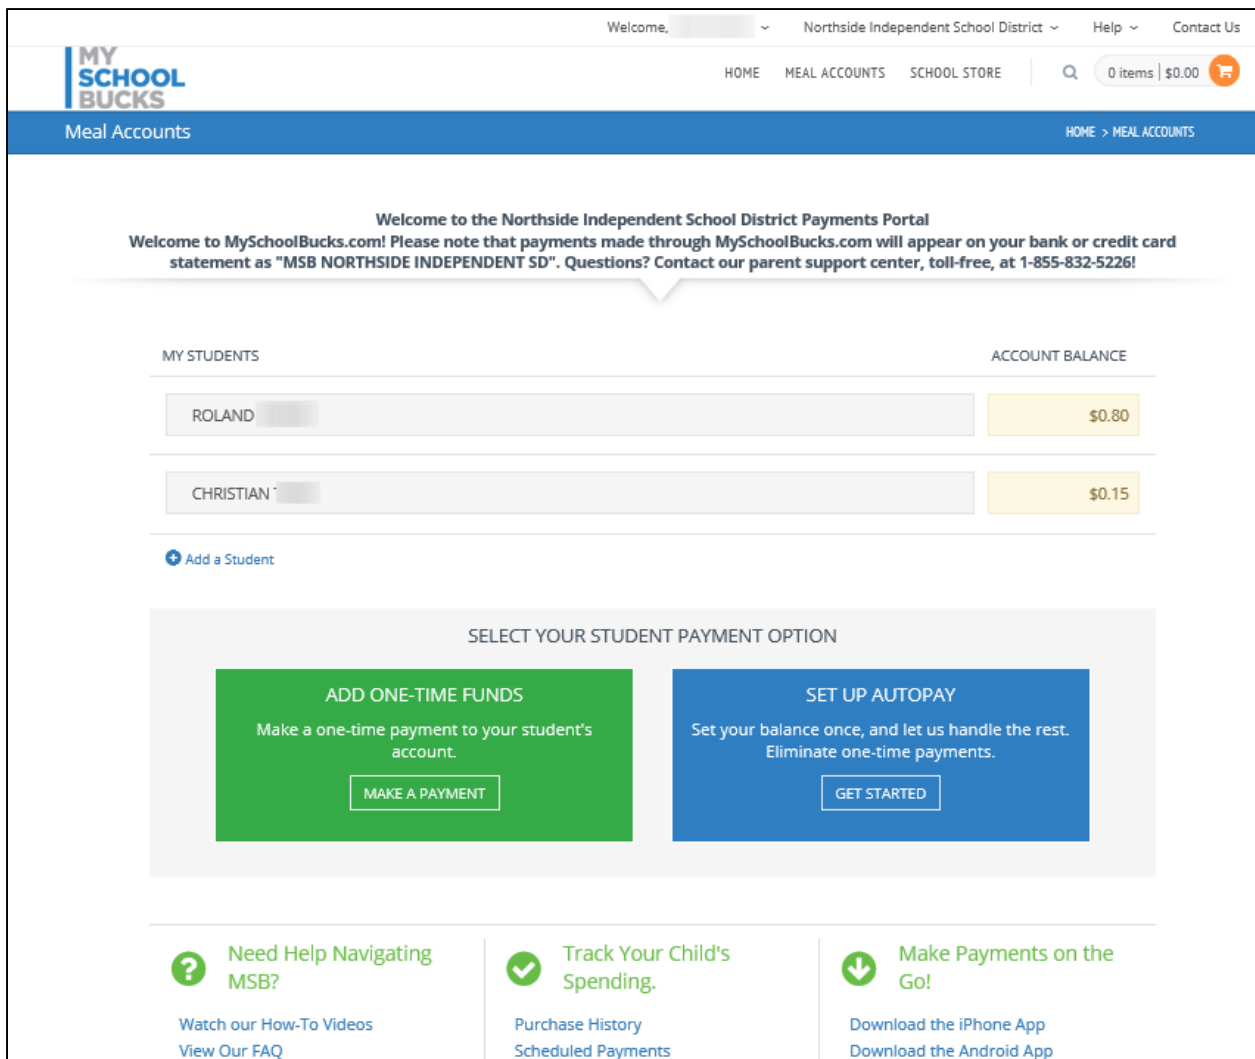 Welcome,
Northside Independent School District
Help
Contact Us
MY
SCHOOL
BUCKS
HOME
MEAL ACCOUNTS
SCHOOL STORE
0 items | $0.00
Meal Accounts
HOME > MEAL ACCOUNTS
Welcome to the Northside Independent School District Payments Portal
Welcome to MySchoolBucks.com! Please note that payments made through MySchoolBucks.com will appear on your bank or credit card
statement as "MSB NORTHSIDE INDEPENDENT SD". Questions? Contact our parent support center, toll-free, at 1-855-832-5226!
MY STUDENTS
ACCOUNT BALANCE
ROLAND
$0.80
CHRISTIAN
$0.15
Add a Student
SELECT YOUR STUDENT PAYMENT OPTION
ADD ONE-TIME FUNDS
Make a one-time payment to your student's
account.
MAKE A PAYMENT
SET UP AUTOPAY
Set your balance once, and let us handle the rest.
Eliminate one-time payments.
GET STARTED
Need Help Navigating
MSB?
Watch our How-To Videos
View Our FAQ
Track Your Child's
Spending.
Purchase History
Scheduled Payments
Make Payments on the
Go!
Download the iPhone App
Download the Android App